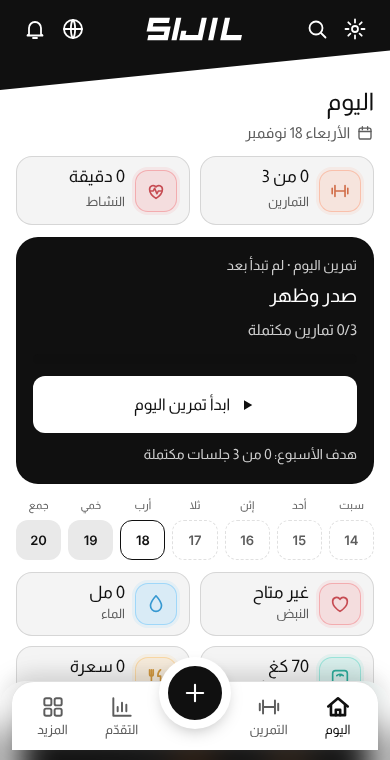 SIJIL
اليوم
الأربعاء 18 نوفمبر
0 من 3
التمارين
0 دقيقة
النشاط
تمرين اليوم · لم تبدأ بعد
صدر وظهر
0/3 تمارين مكتملة
ابدأ تمرين اليوم
هدف الأسبوع: 0 من 3 جلسات مكتملة
سبت أحد إثن ثلا أرب خمي جمع
14 15 16 17 18 19 20
غير متاح
النبض
0 مل
الماء
70 كغ
0 سعرة
اليوم
التمرين
التقدّم
المزيد